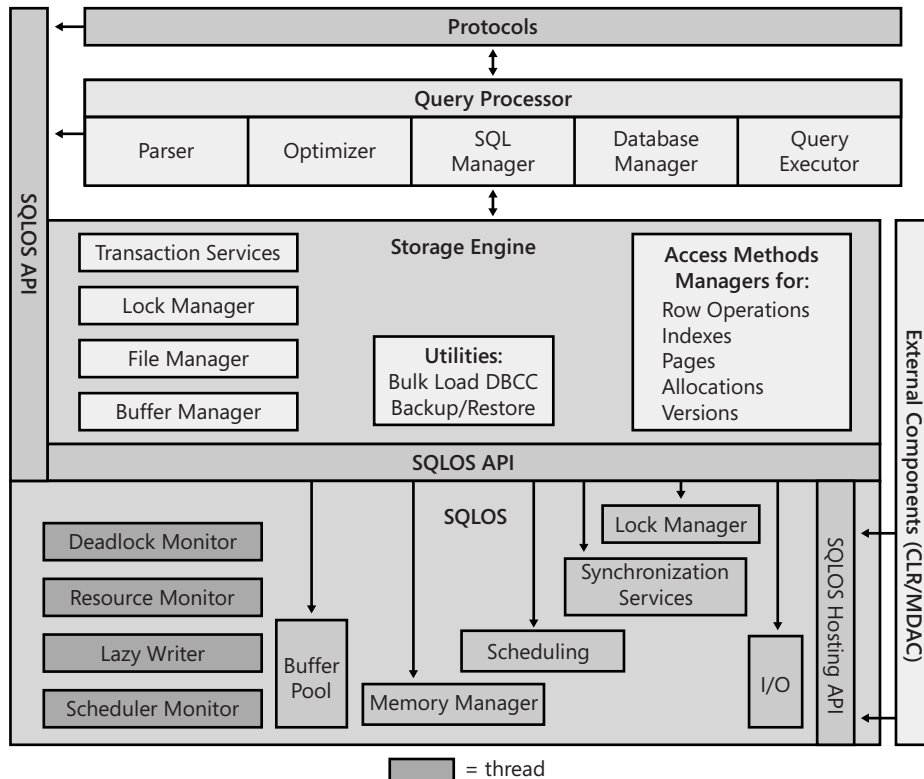 Protocols
Query Processor
Parser
Optimizer
SQL
Manager
Database
Manager
Query
Executor
SQLOS API
Storage Engine
Transaction Services
Lock Manager
File Manager
Buffer Manager
Utilities:
Bulk Load DBCC
Backup/Restore
Access Methods
Managers for:
Row Operations
Indexes
Pages
Allocations
Versions
External Components (CLR/MDAC)
SQLOS API
SQLOS
Deadlock Monitor
Resource Monitor
Lazy Writer
Scheduler Monitor
Buffer
Pool
Memory Manager
Scheduling
Synchronization
Services
Lock Manager
I/O
SQLOS Hosting API
= thread